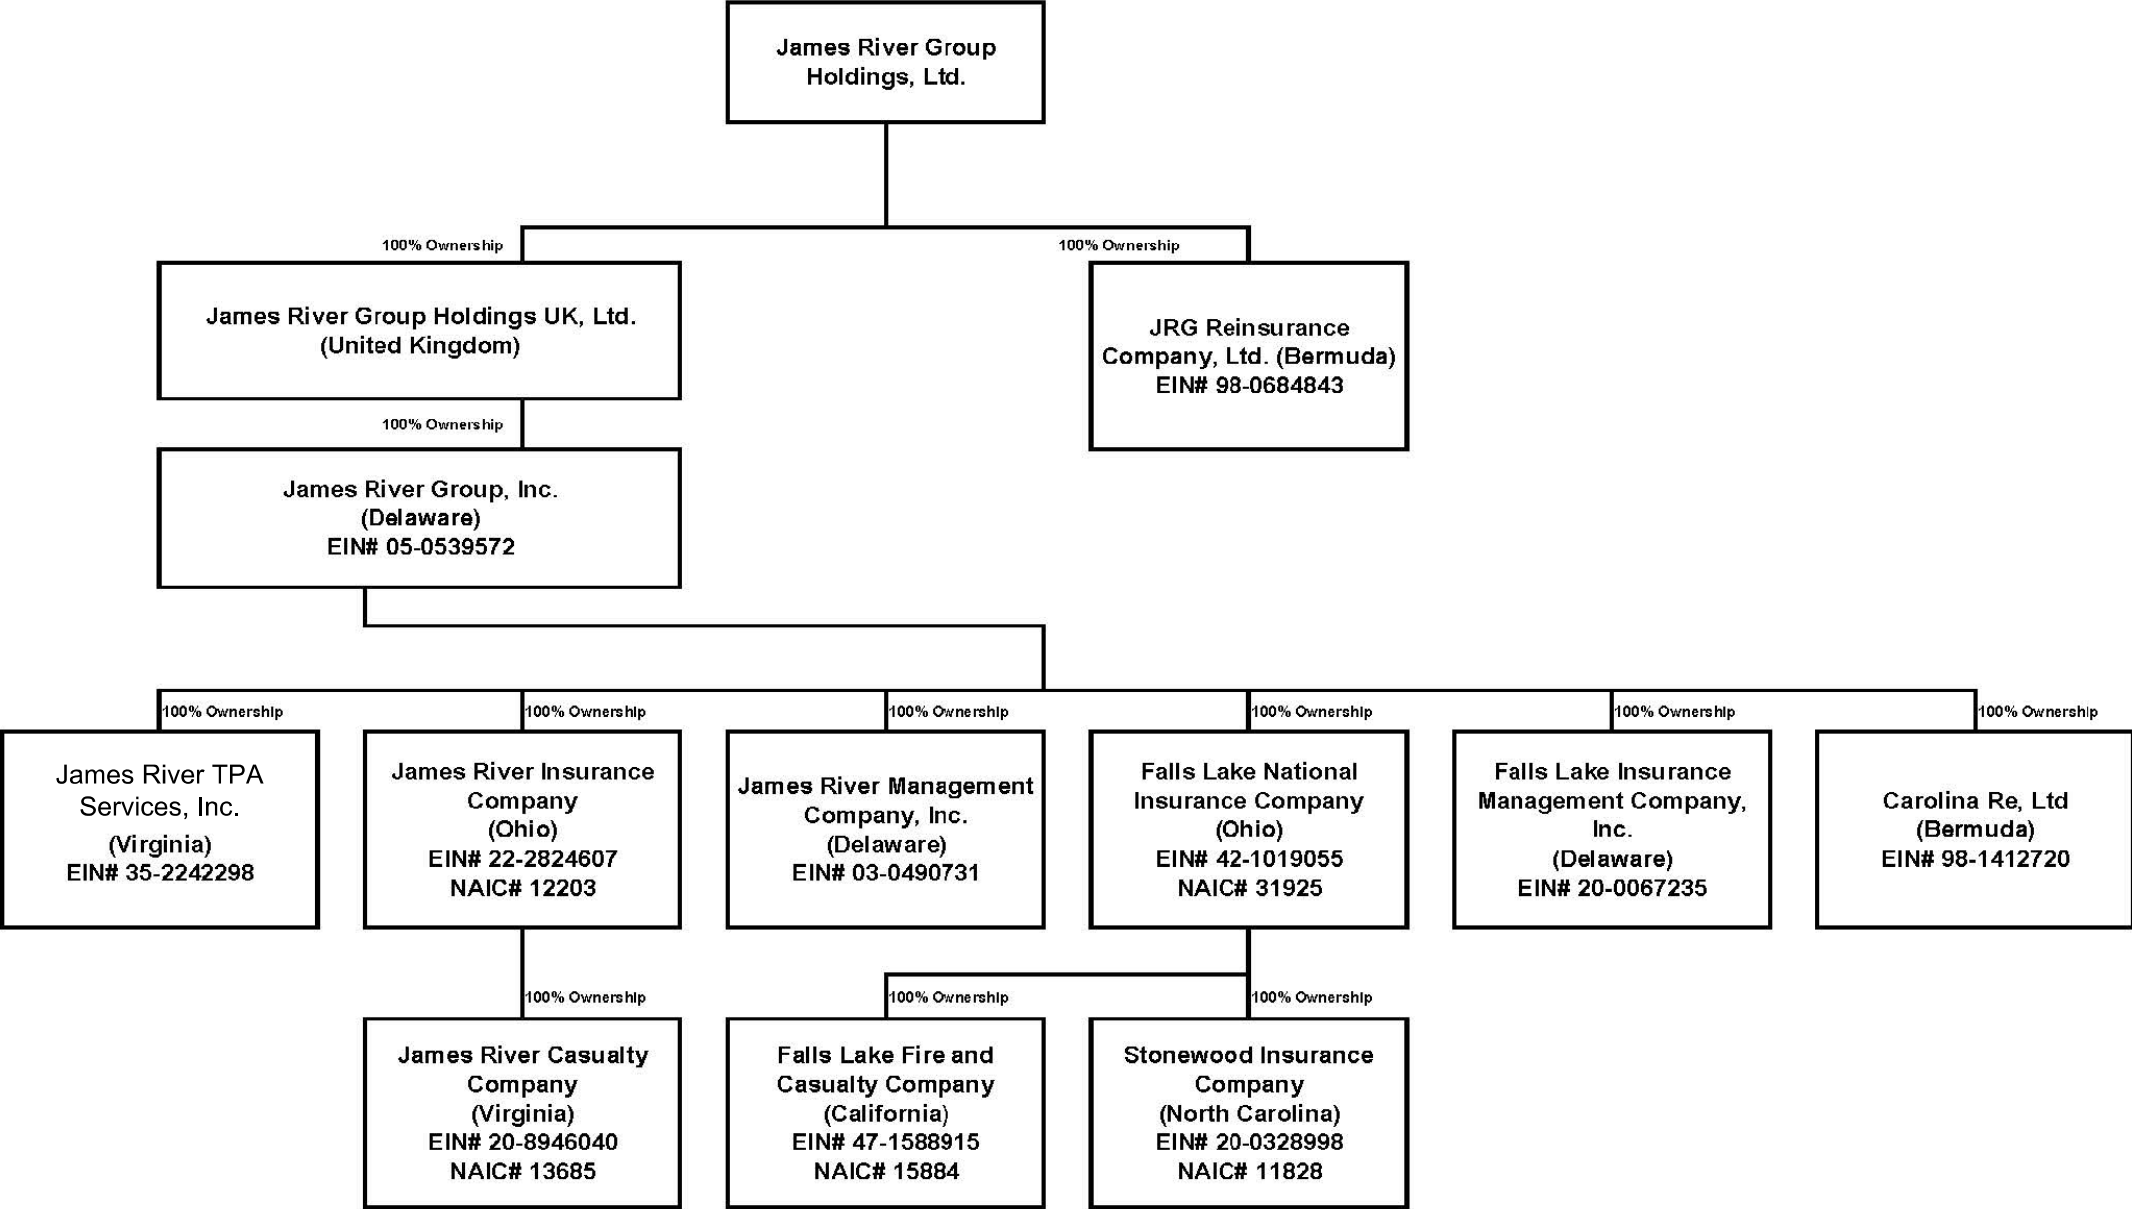 James River Group
Holdings, Ltd.
100% Ownership
100% Ownership
James River Group Holdings UK, Ltd.
(United Kingdom)
JRG Reinsurance
Company, Ltd. (Bermuda)
EIN# 98-0684843
100% Ownership
James River Group, Inc.
(Delaware)
EIN# 05-0539572
100% Ownership
100% Ownership
100% Ownership
100% Ownership
100% Ownership
100% Ownership
James River TPA
Services, Inc.
(Virginia)
EIN# 35-2242298
James River Insurance
Company
(Ohio)
EIN# 22-2824607
NAIC# 12203
James River Management
Company, Inc.
(Delaware)
EIN# 03-0490731
Falls Lake National
Insurance Company
(Ohio)
EIN# 42-1019055
NAIC# 31925
Falls Lake Insurance
Management Company,
Inc.
(Delaware)
EIN# 20-0067235
Carolina Re, Ltd
(Bermuda)
EIN# 98-1412720
100% Ownership
100% Ownership
100% Ownership
James River Casualty
Company
(Virginia)
EIN# 20-8946040
NAIC# 13685
Falls Lake Fire and
Casualty Company
(California)
EIN# 47-1588915
NAIC# 15884
Stonewood Insurance
Company
(North Carolina)
EIN# 20-0328998
NAIC# 11828